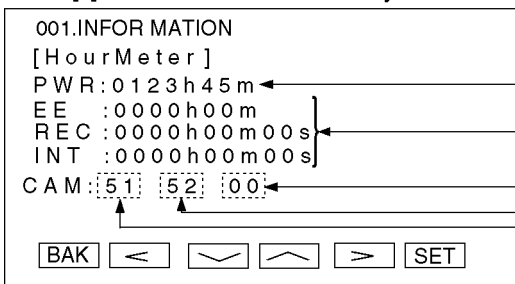 001.INFOR MATION
[HourMeter]
PWR:0123h45m
EE :0000h00m
REC:0000h00m00s
INT :0000h00m00s
CAM:51 52 00
BAK < > SET